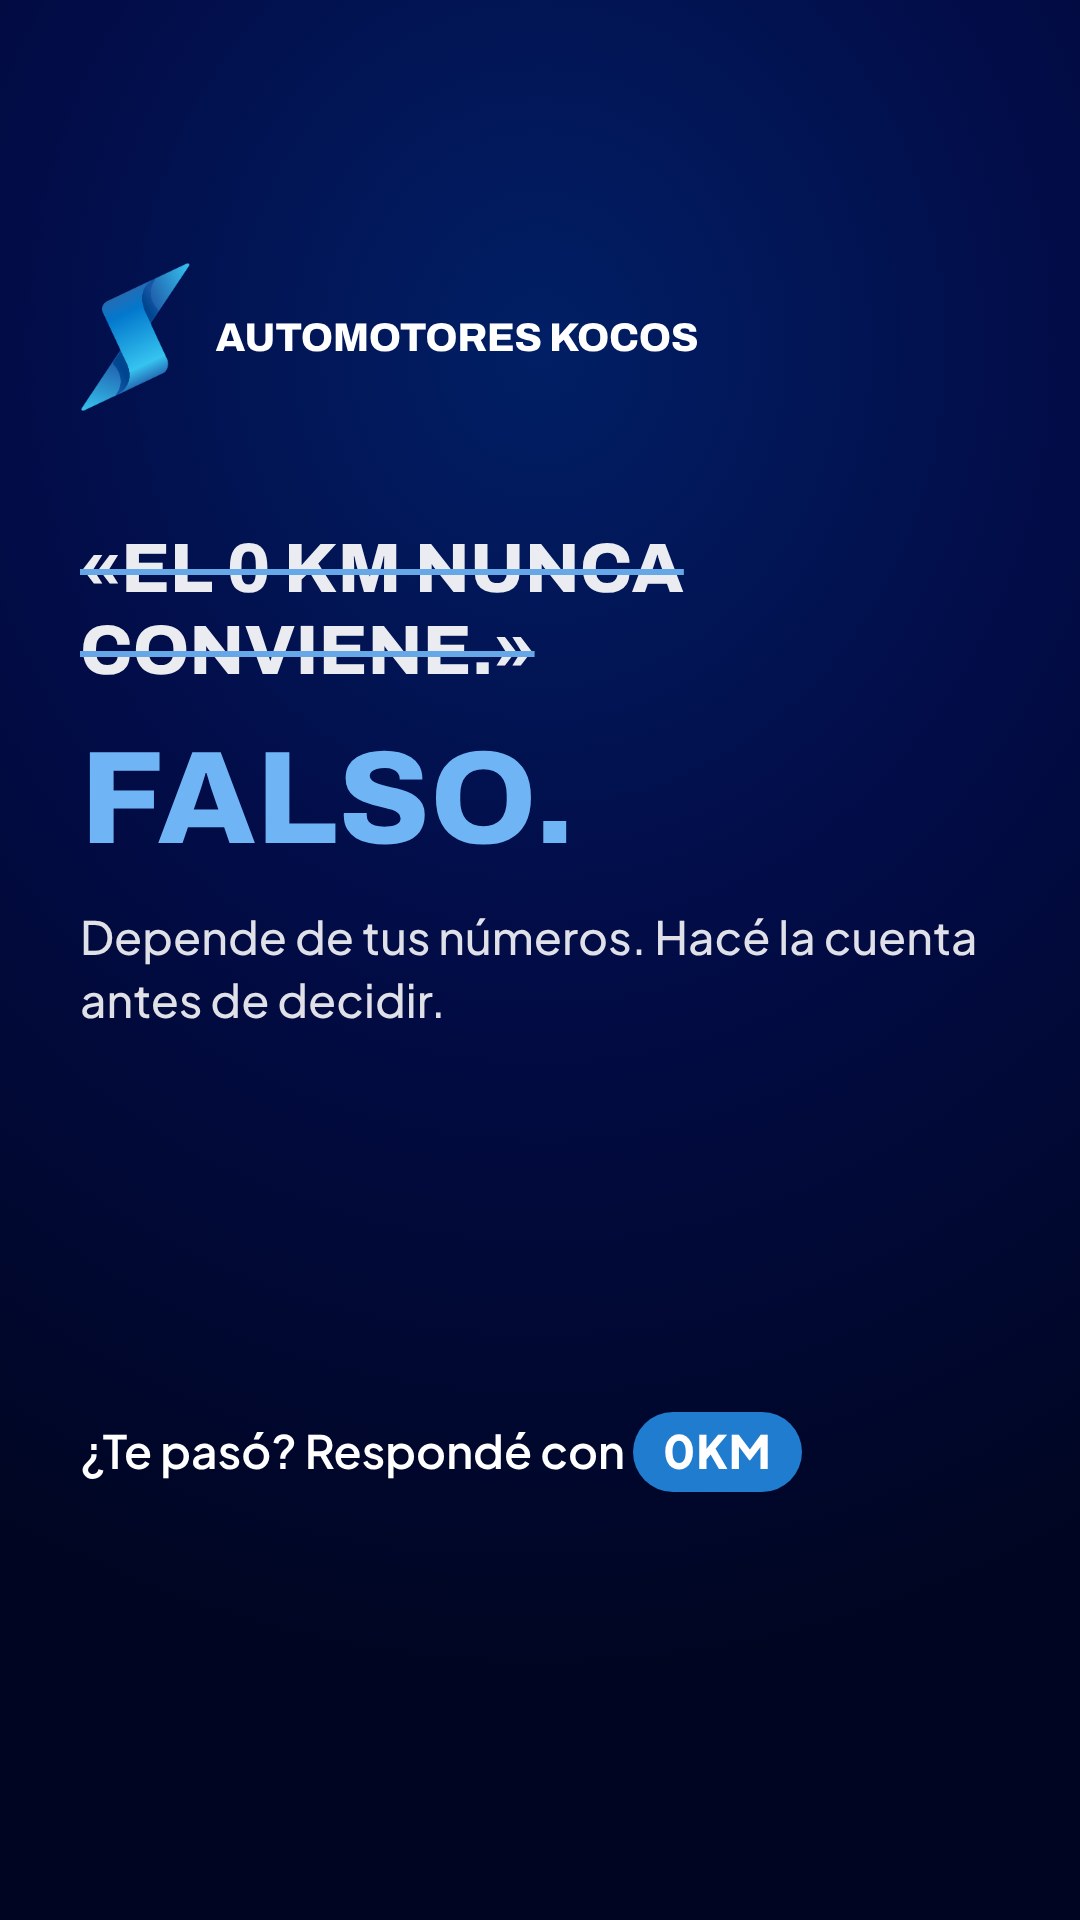 AUTOMOTORES KOCOS
«EL 0 KM NUNCA
CONVIENE.»
FALSO.
Depende de tus números. Hacé la cuenta
antes de decidir.
¿Te pasó? Respondé con 0KM